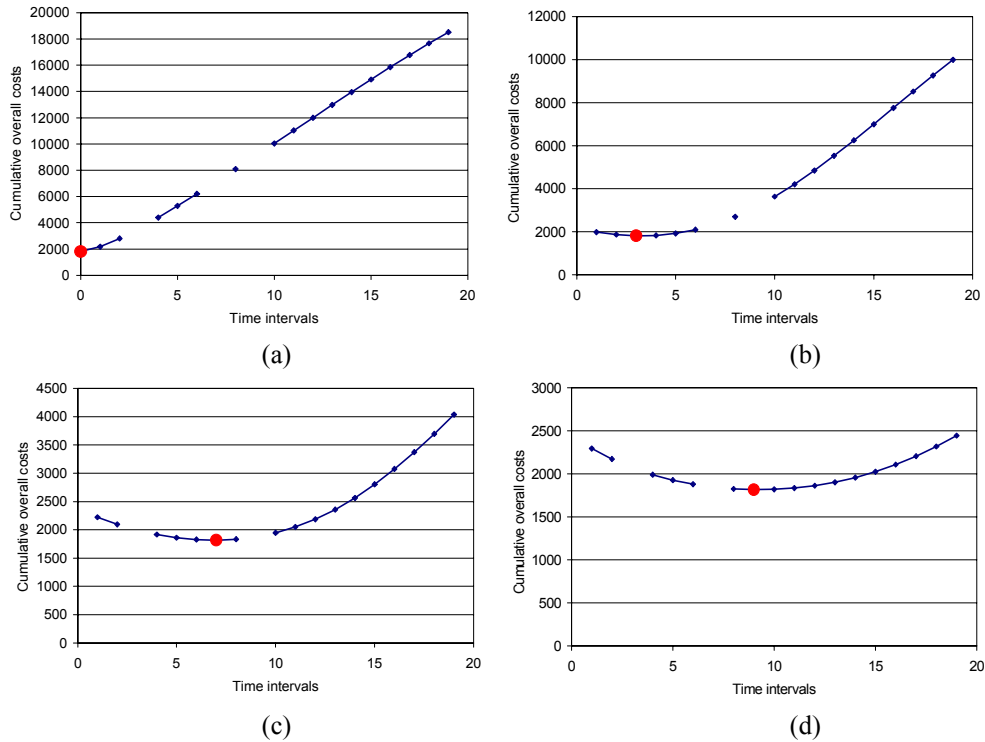 20000
18000
16000
14000
12000
10000
8000
6000
4000
2000
0
Cumulative overall costs
0 5 10 15 20
Time intervals
(a)
12000
10000
8000
6000
4000
2000
0
Cumulative overall costs
0 5 10 15 20
Time intervals
(b)
4500
4000
3500
3000
2500
2000
1500
1000
500
0
Cumulative overall costs
0 5 10 15 20
Time intervals
(c)
3000
2500
2000
1500
1000
500
0
Cumulative overall costs
0 5 10 15 20
Time intervals
(d)